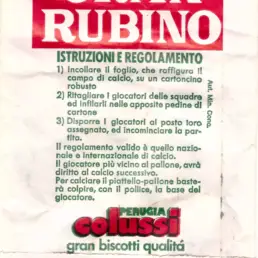 GRAN
RUBINO
ISTRUZIONI E REGOLAMENTO
1) Incollare il foglio, che raffigura il
campo di calcio, su un cartoncino
robusto
2) Ritagliare i giocatori delle squadre
ed infilarli nelle opposite pedine di
cartone
3) Disporre i giocatori al posto loro
assegnato, ed incominciare la par-
tita.
Il regolamento valido è quello nazio-
nale e internazionale di calcio.
Il giocatore più vicino al pallone, avrà
diritto al calcio successivo.
Per calciare il piattello-pallone baste-
rà colpire, con il pollice, la base del
giocatore.
Aut. Min. Conc.
PERUGIA
colussi
gran biscotti qualità